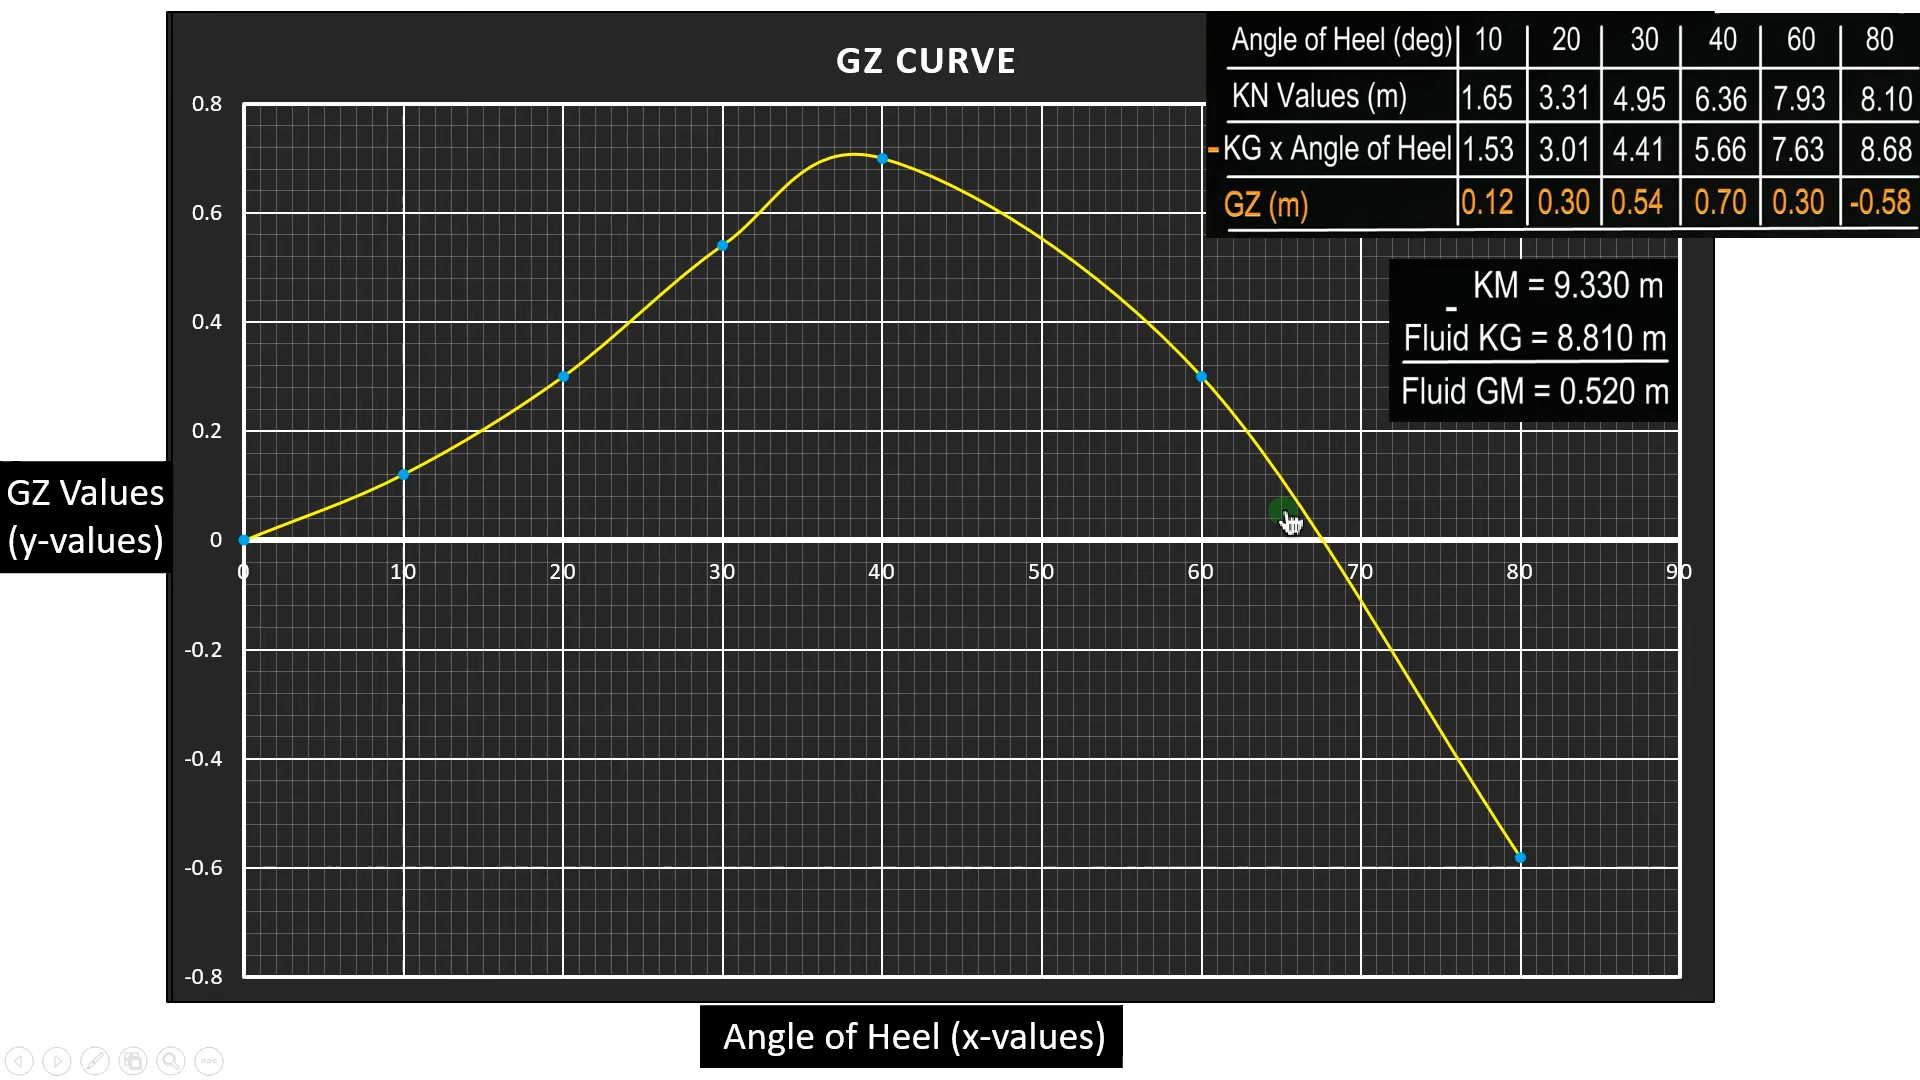 GZ CURVE
Angle of Heel (deg) 10 20 30 40 60 80
KN Values (m) 1.65 3.31 4.95 6.36 7.93 8.10
-KG x Angle of Heel 1.53 3.01 4.41 5.66 7.63 8.68
GZ (m) 0.12 0.30 0.54 0.70 0.30 -0.58
KM = 9.330 m
-
Fluid KG = 8.810 m
Fluid GM = 0.520 m
0.8
0.6
0.4
0.2
0
-0.2
-0.4
-0.6
-0.8
GZ Values
(y-values)
0 10 20 30 40 50 60 70 80 90
Angle of Heel (x-values)